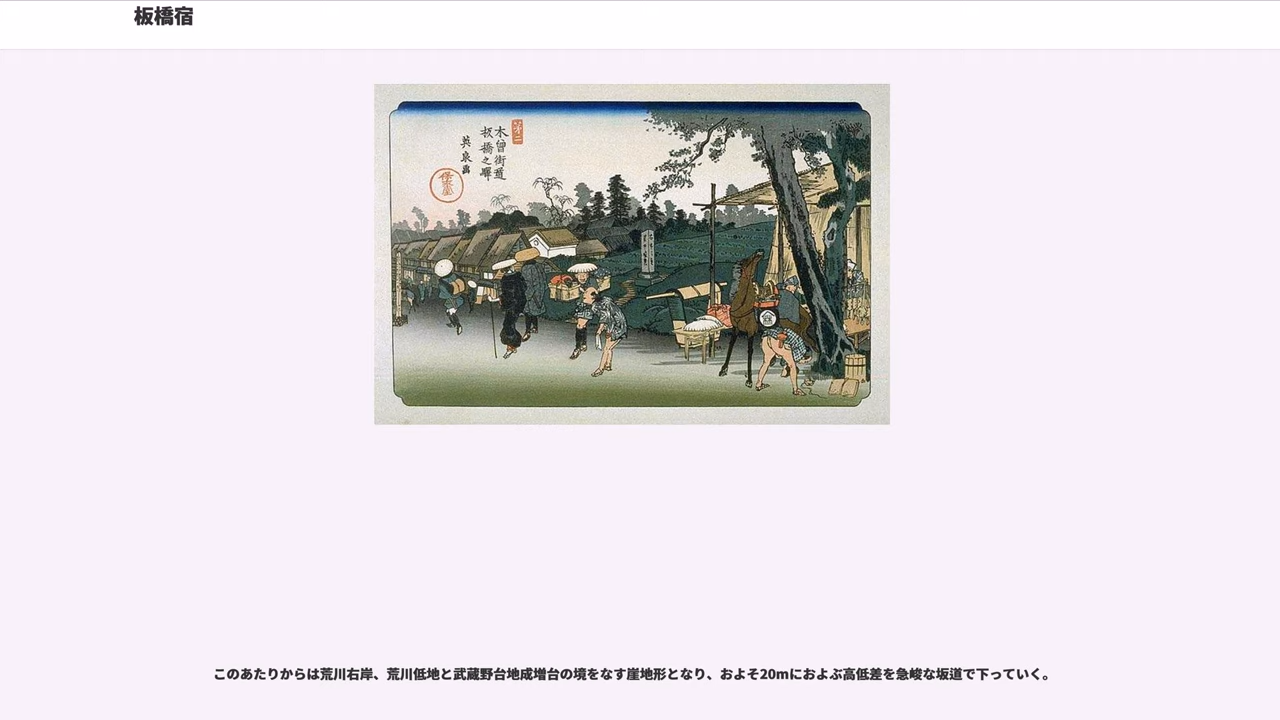 板橋宿
第二
木曽街道
板橋之驛
英泉画
保永堂
このあたりからは荒川右岸、荒川低地と武蔵野台地成増台の境をなす崖地形となり、およそ20mにおよぶ高低差を急峻な坂道で下っていく。